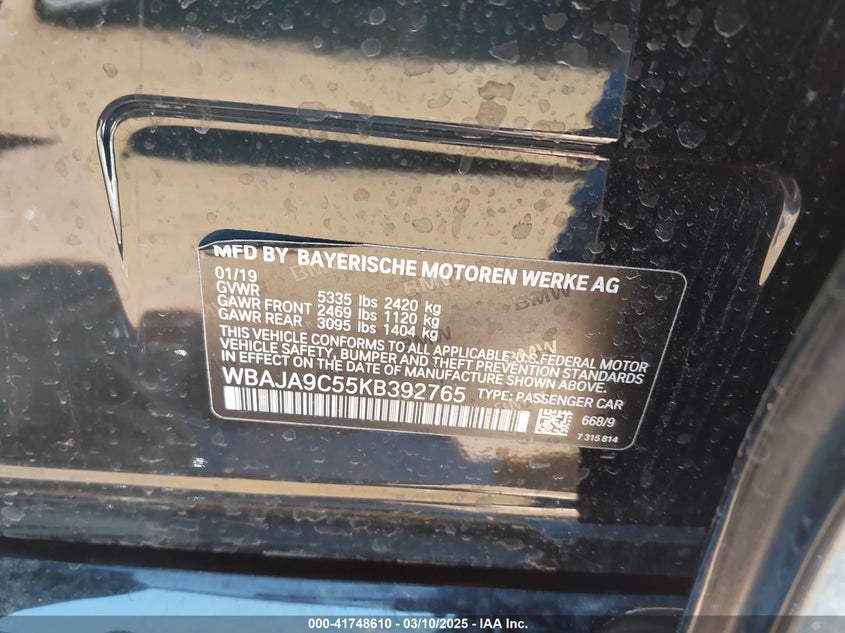 MFD BY BAYERISCHE MOTOREN WERKE AG
01/19
GVWR 5335 lbs 2420 kg
GAWR FRONT 2469 lbs 1120 kg
GAWR REAR 3095 lbs 1404 kg
THIS VEHICLE CONFORMS TO ALL APPLICABLE U.S. FEDERAL MOTOR
VEHICLE SAFETY, BUMPER AND THEFT PREVENTION STANDARDS
IN EFFECT ON THE DATE OF MANUFACTURE SHOWN ABOVE.
WBAJA9C55KB392765 TYPE: PASSENGER CAR
668/9
7 315 814
BMW
BMW
BMW
000-41748610 — 03/10/2025 — IAA Inc.